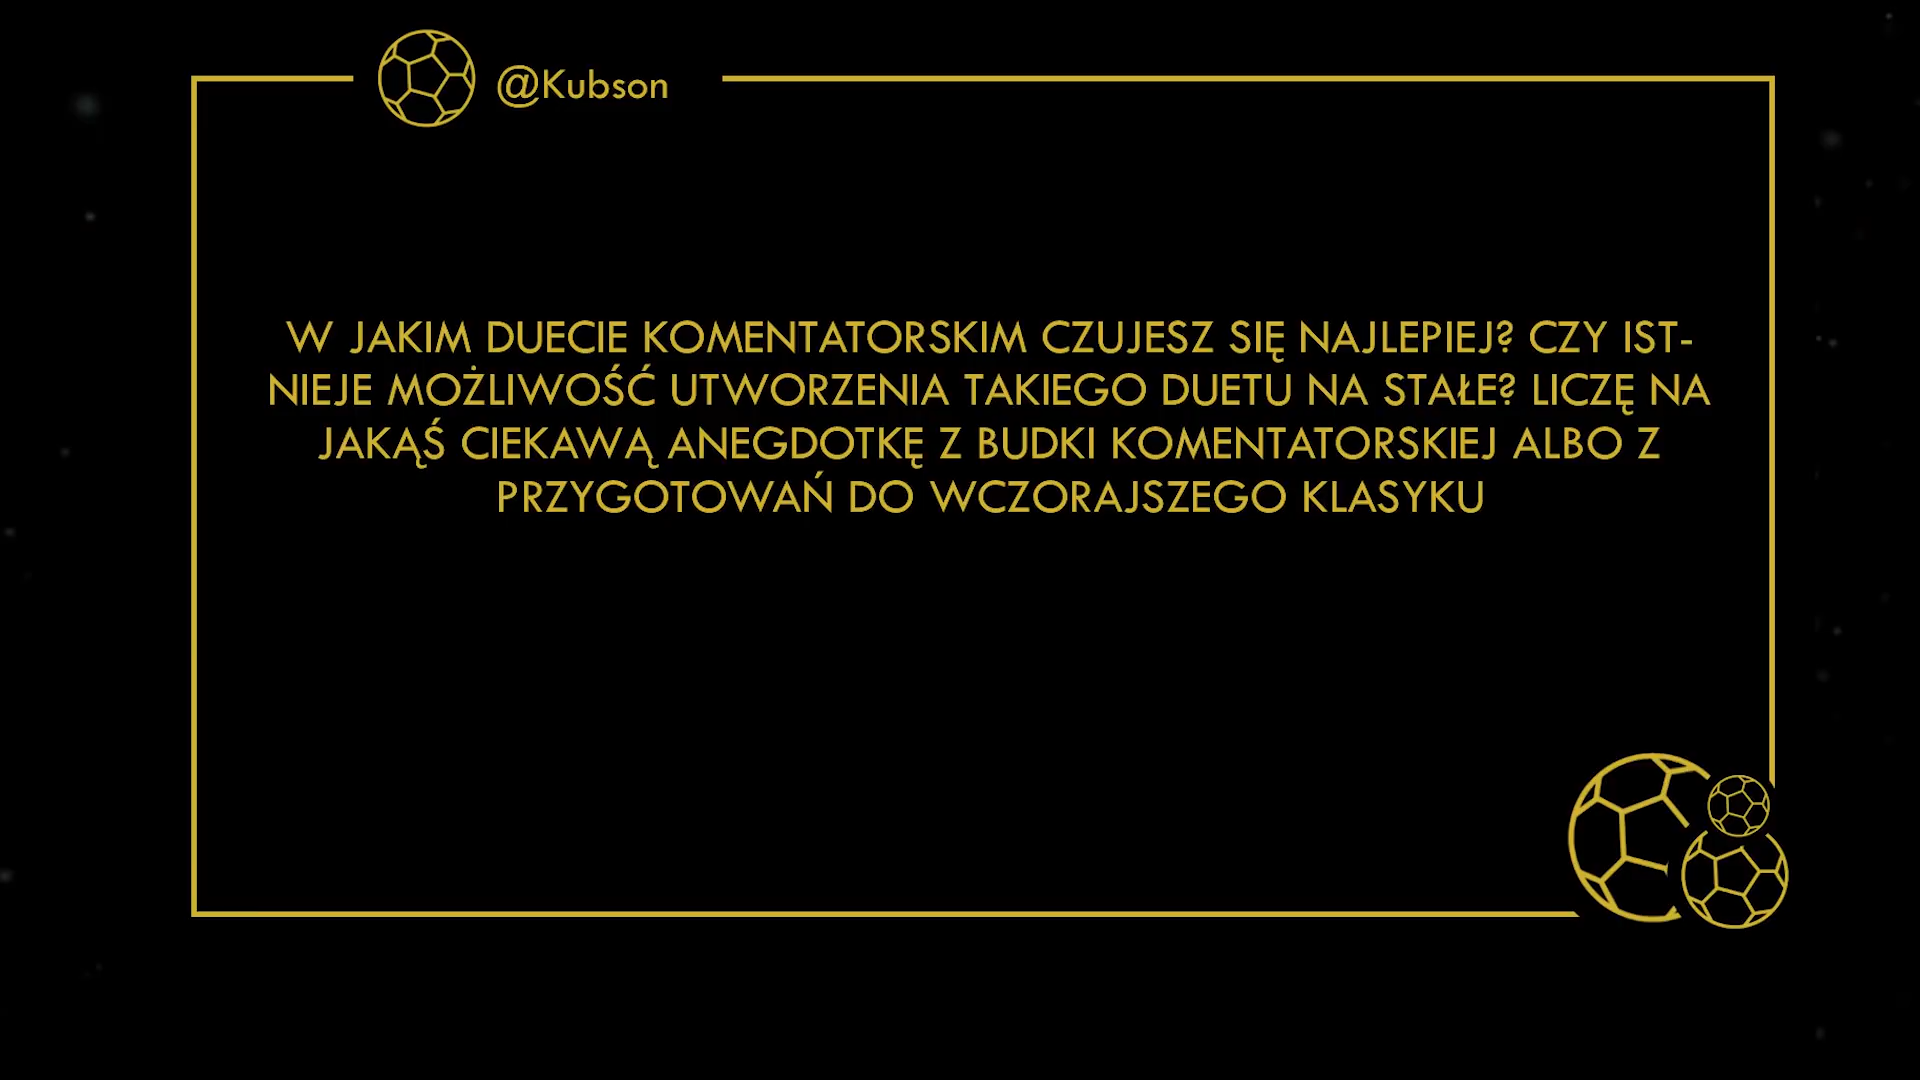 @Kubson
W JAKIM DUECIE KOMENTATORSKIM CZUJESZ SIĘ NAJLEPIEJ? CZY IST-
NIEJE MOŻLIWOŚĆ UTWORZENIA TAKIEGO DUETU NA STAŁE? LICZĘ NA
JAKĄŚ CIEKAWĄ ANEGDOTKĘ Z BUDKI KOMENTATORSKIEJ ALBO Z
PRZYGOTOWAŃ DO WCZORAJSZEGO KLASYKU